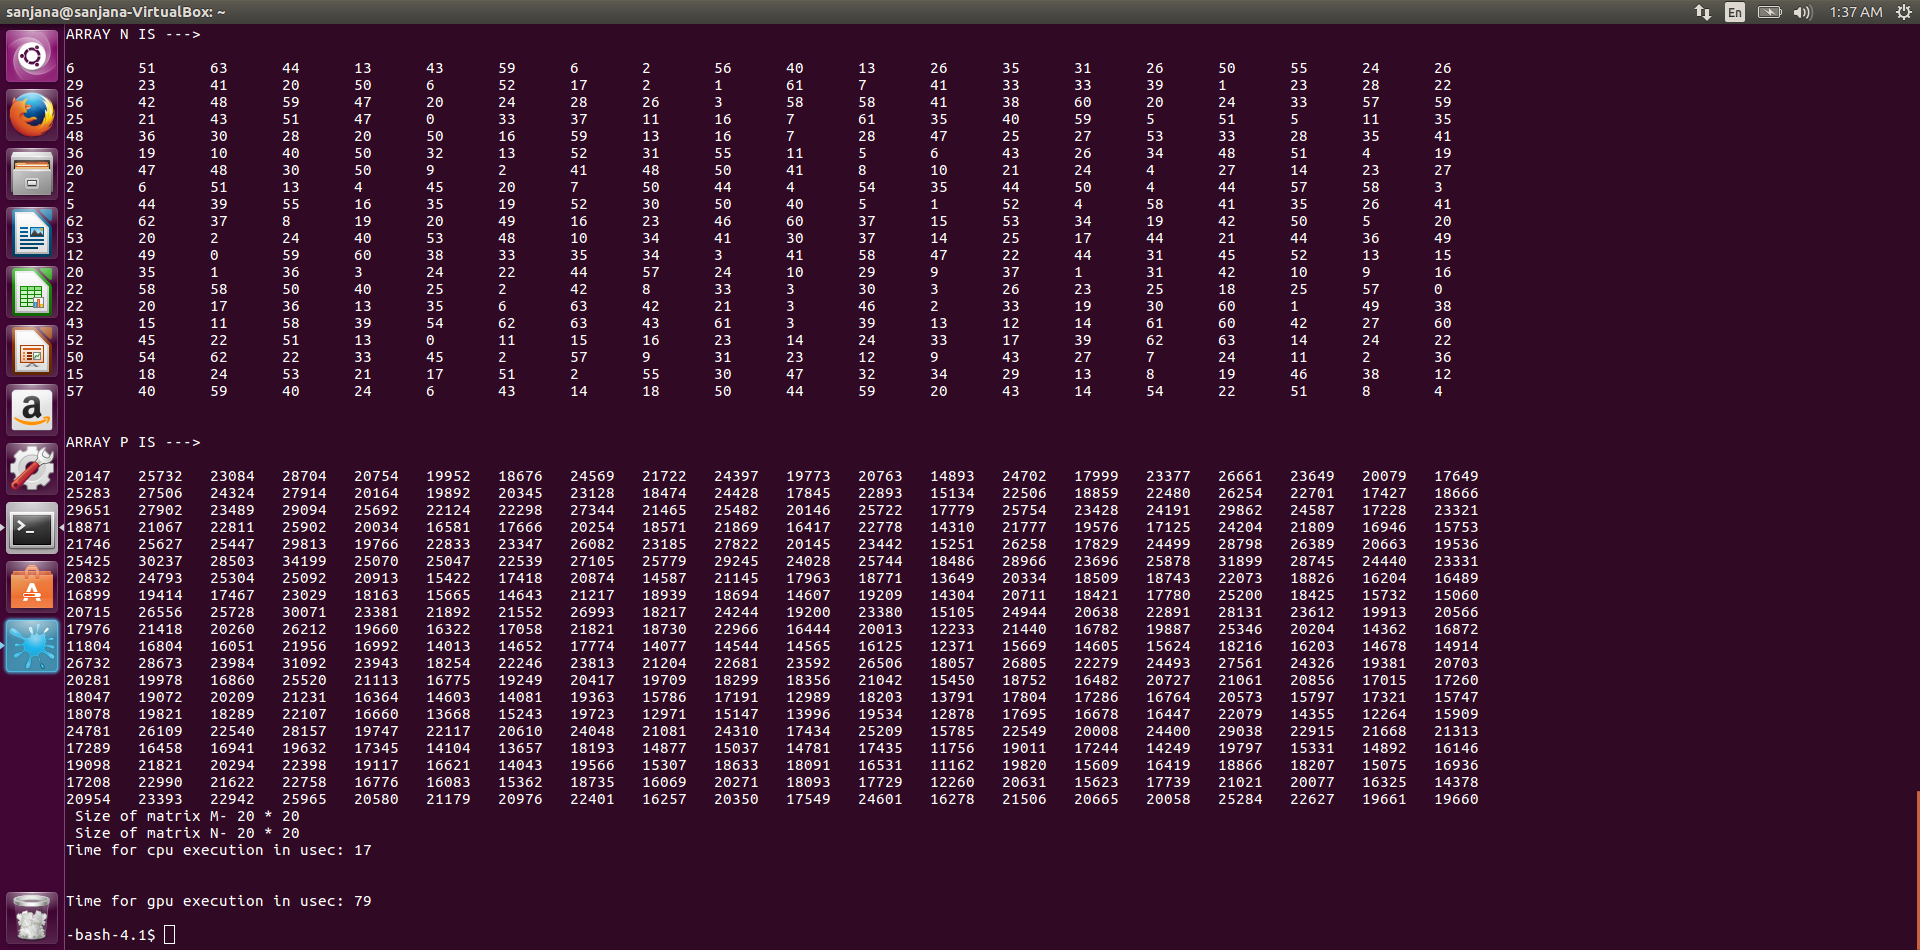 sanjana@sanjana-VirtualBox: ~ En 1:37 AM
ARRAY N IS --->
6 51 63 44 13 43 59 6 2 56 40 13 26 35 31 26 50 55 24 26
29 23 41 20 50 6 52 17 2 1 61 7 41 33 33 39 1 23 28 22
56 42 48 59 47 20 24 28 26 3 58 58 41 38 60 20 24 33 57 59
25 21 43 51 47 0 33 37 11 16 7 61 35 40 59 5 51 5 11 35
48 36 30 28 20 50 16 59 13 16 7 28 47 25 27 53 33 28 35 41
36 19 10 40 50 32 13 52 31 55 11 5 6 43 26 34 48 51 4 19
20 47 48 30 50 9 2 41 48 50 41 8 10 21 24 4 27 14 23 27
2 6 51 13 4 45 20 7 50 44 4 54 35 44 50 4 44 57 58 3
5 44 39 55 16 35 19 52 30 50 40 5 1 52 4 58 41 35 26 41
62 62 37 8 19 20 49 16 23 46 60 37 15 53 34 19 42 50 5 20
53 20 2 24 40 53 48 10 34 41 30 37 14 25 17 44 21 44 36 49
12 49 0 59 60 38 33 35 34 3 41 58 47 22 44 31 45 52 13 15
20 35 1 36 3 24 22 44 57 24 10 29 9 37 1 31 42 10 9 16
22 58 58 50 40 25 2 42 8 33 3 30 3 26 23 25 18 25 57 0
22 20 17 36 13 35 6 63 42 21 3 46 2 33 19 30 60 1 49 38
43 15 11 58 39 54 62 63 43 61 3 39 13 12 14 61 60 42 27 60
52 45 22 51 13 0 11 15 16 23 14 24 33 17 39 62 63 14 24 22
50 54 62 22 33 45 2 57 9 31 23 12 9 43 27 7 24 11 2 36
15 18 24 53 21 17 51 2 55 30 47 32 34 29 13 8 19 46 38 12
57 40 59 40 24 6 43 14 18 50 44 59 20 43 14 54 22 51 8 4
ARRAY P IS --->
20147 25732 23084 28704 20754 19952 18676 24569 21722 24397 19773 20763 14893 24702 17999 23377 26661 23649 20079 17649
25283 27506 24324 27914 20164 19892 20345 23128 18474 24428 17845 22893 15134 22506 18859 22480 26254 22701 17427 18666
29651 27902 23489 29094 25692 22124 22298 27344 21465 25482 20146 25722 17779 25754 23428 24191 29862 24587 17228 23321
18871 21067 22811 25902 20034 16581 17666 20254 18571 21869 16417 22778 14310 21777 19576 17125 24204 21809 16946 15753
21746 25627 25447 29813 19766 22833 23347 26082 23185 27822 20145 23442 15251 26258 17829 24499 28798 26389 20663 19536
25425 30237 28503 34199 25070 25047 22539 27105 25779 29245 24028 25744 18486 28966 23696 25878 31899 28745 24440 23331
20832 24793 25304 25092 20913 15422 17418 20874 14587 21145 17963 18771 13649 20334 18509 18743 22073 18826 16204 16489
16899 19414 17467 23029 18163 15665 14643 21217 18939 18694 14607 19209 14304 20711 18421 17780 25200 18425 15732 15060
20715 26556 25728 30071 23381 21892 21552 26993 18217 24244 19200 23380 15105 24944 20638 22891 28131 23612 19913 20566
17976 21418 20260 26212 19660 16322 17058 21821 18730 22966 16444 20013 12233 21440 16782 19887 25346 20204 14362 16872
11804 16804 16051 21956 16992 14013 14652 17774 14077 14544 14565 16125 12371 15669 14605 15624 18216 16203 14678 14914
26732 28673 23984 31092 23943 18254 22246 23813 21204 22681 23592 26506 18057 26805 22279 24493 27561 24326 19381 20703
20281 19978 16860 25520 21113 16775 19249 20417 19709 18299 18356 21042 15450 18752 16482 20727 21061 20856 17015 17260
18047 19072 20209 21231 16364 14603 14081 19363 15786 17191 12989 18203 13791 17804 17286 16764 20573 15797 17321 15747
18078 19821 18289 22107 16660 13668 15243 19723 12971 15147 13996 19534 12878 17695 16678 16447 22079 14355 12264 15909
24781 26109 22540 28157 19747 22117 20610 24048 21081 24310 17434 25209 15785 22549 20008 24400 29038 22915 21668 21313
17289 16458 16941 19632 17345 14104 13657 18193 14877 15037 14781 17435 11756 19011 17244 14249 19797 15331 14892 16146
19098 21821 20294 22398 19117 16621 14043 19566 15307 18633 18091 16531 11162 19820 15609 16419 18866 18207 15075 16936
17208 22990 21622 22758 16776 16083 15362 18735 16069 20271 18093 17729 12260 20631 15623 17739 21021 20077 16325 14378
20954 23393 22942 25965 20580 21179 20976 22401 16257 20350 17549 24601 16278 21506 20665 20058 25284 22627 19661 19660
Size of matrix M- 20 * 20
Size of matrix N- 20 * 20
Time for cpu execution in usec: 17
Time for gpu execution in usec: 79
-bash-4.1$